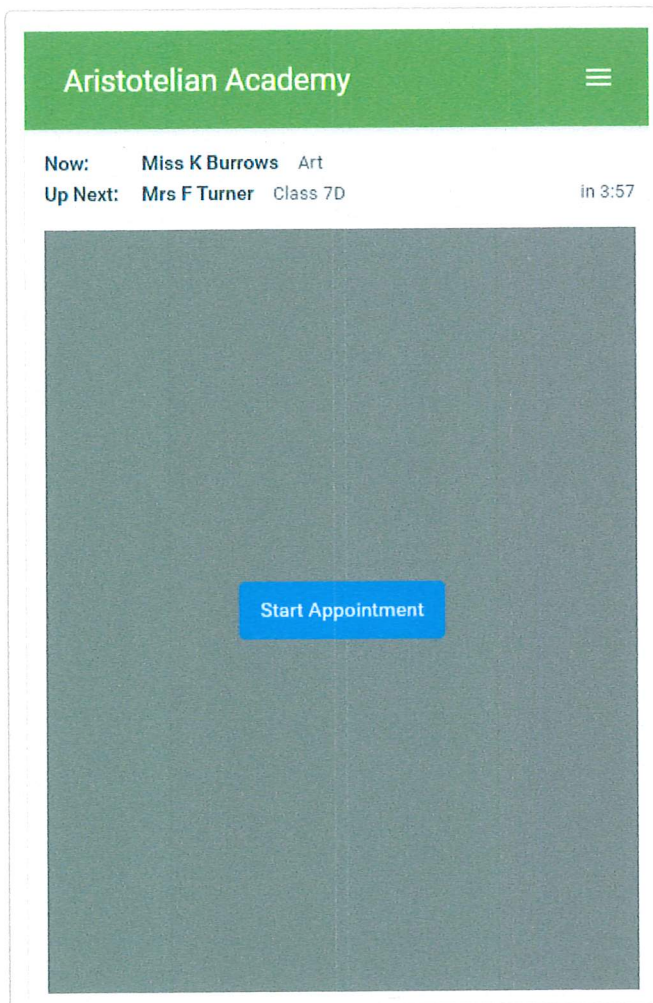 Aristotelian Academy
Now: Miss K Burrows Art
Up Next: Mrs F Turner Class 7D in 3:57
Start Appointment